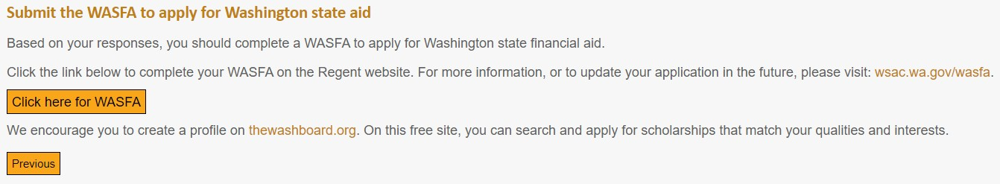 Submit the WASFA to apply for Washington state aid
Based on your responses, you should complete a WASFA to apply for Washington state financial aid.
Click the link below to complete your WASFA on the Regent website. For more information, or to update your application in the future, please visit: wsac.wa.gov/wasfa.
Click here for WASFA
We encourage you to create a profile on thewashboard.org. On this free site, you can search and apply for scholarships that match your qualities and interests.
Previous